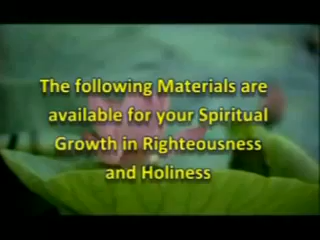 The following Materials are
available for your Spiritual
Growth in Righteousness
and Holiness